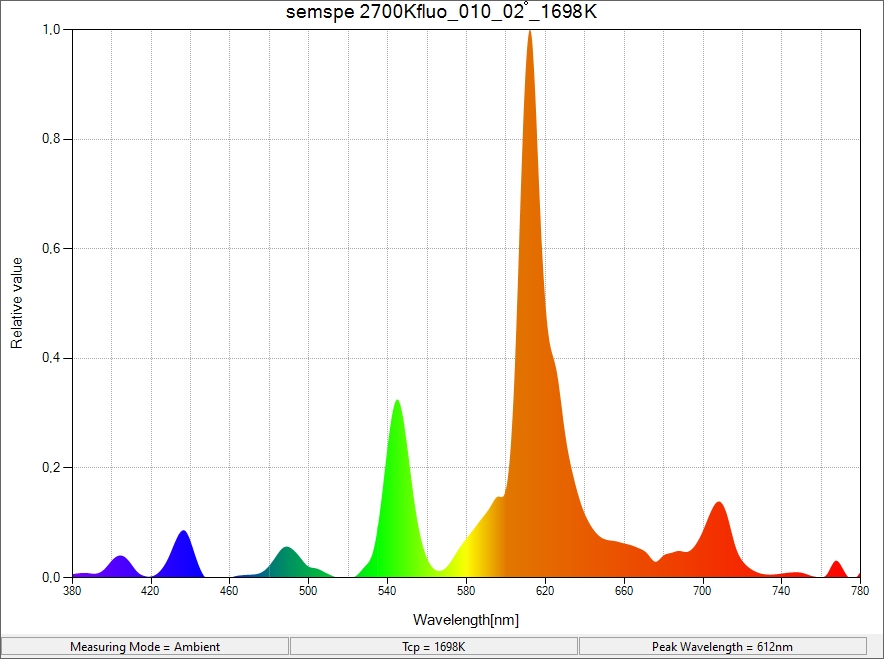 semspe 2700Kfluo_010_02°_1698K
1,0
0,8
0,6
0,4
0,2
0,0
Relative value
380 420 460 500 540 580 620 660 700 740 780
Wavelength[nm]
Measuring Mode = Ambient Tcp = 1698K Peak Wavelength = 612nm